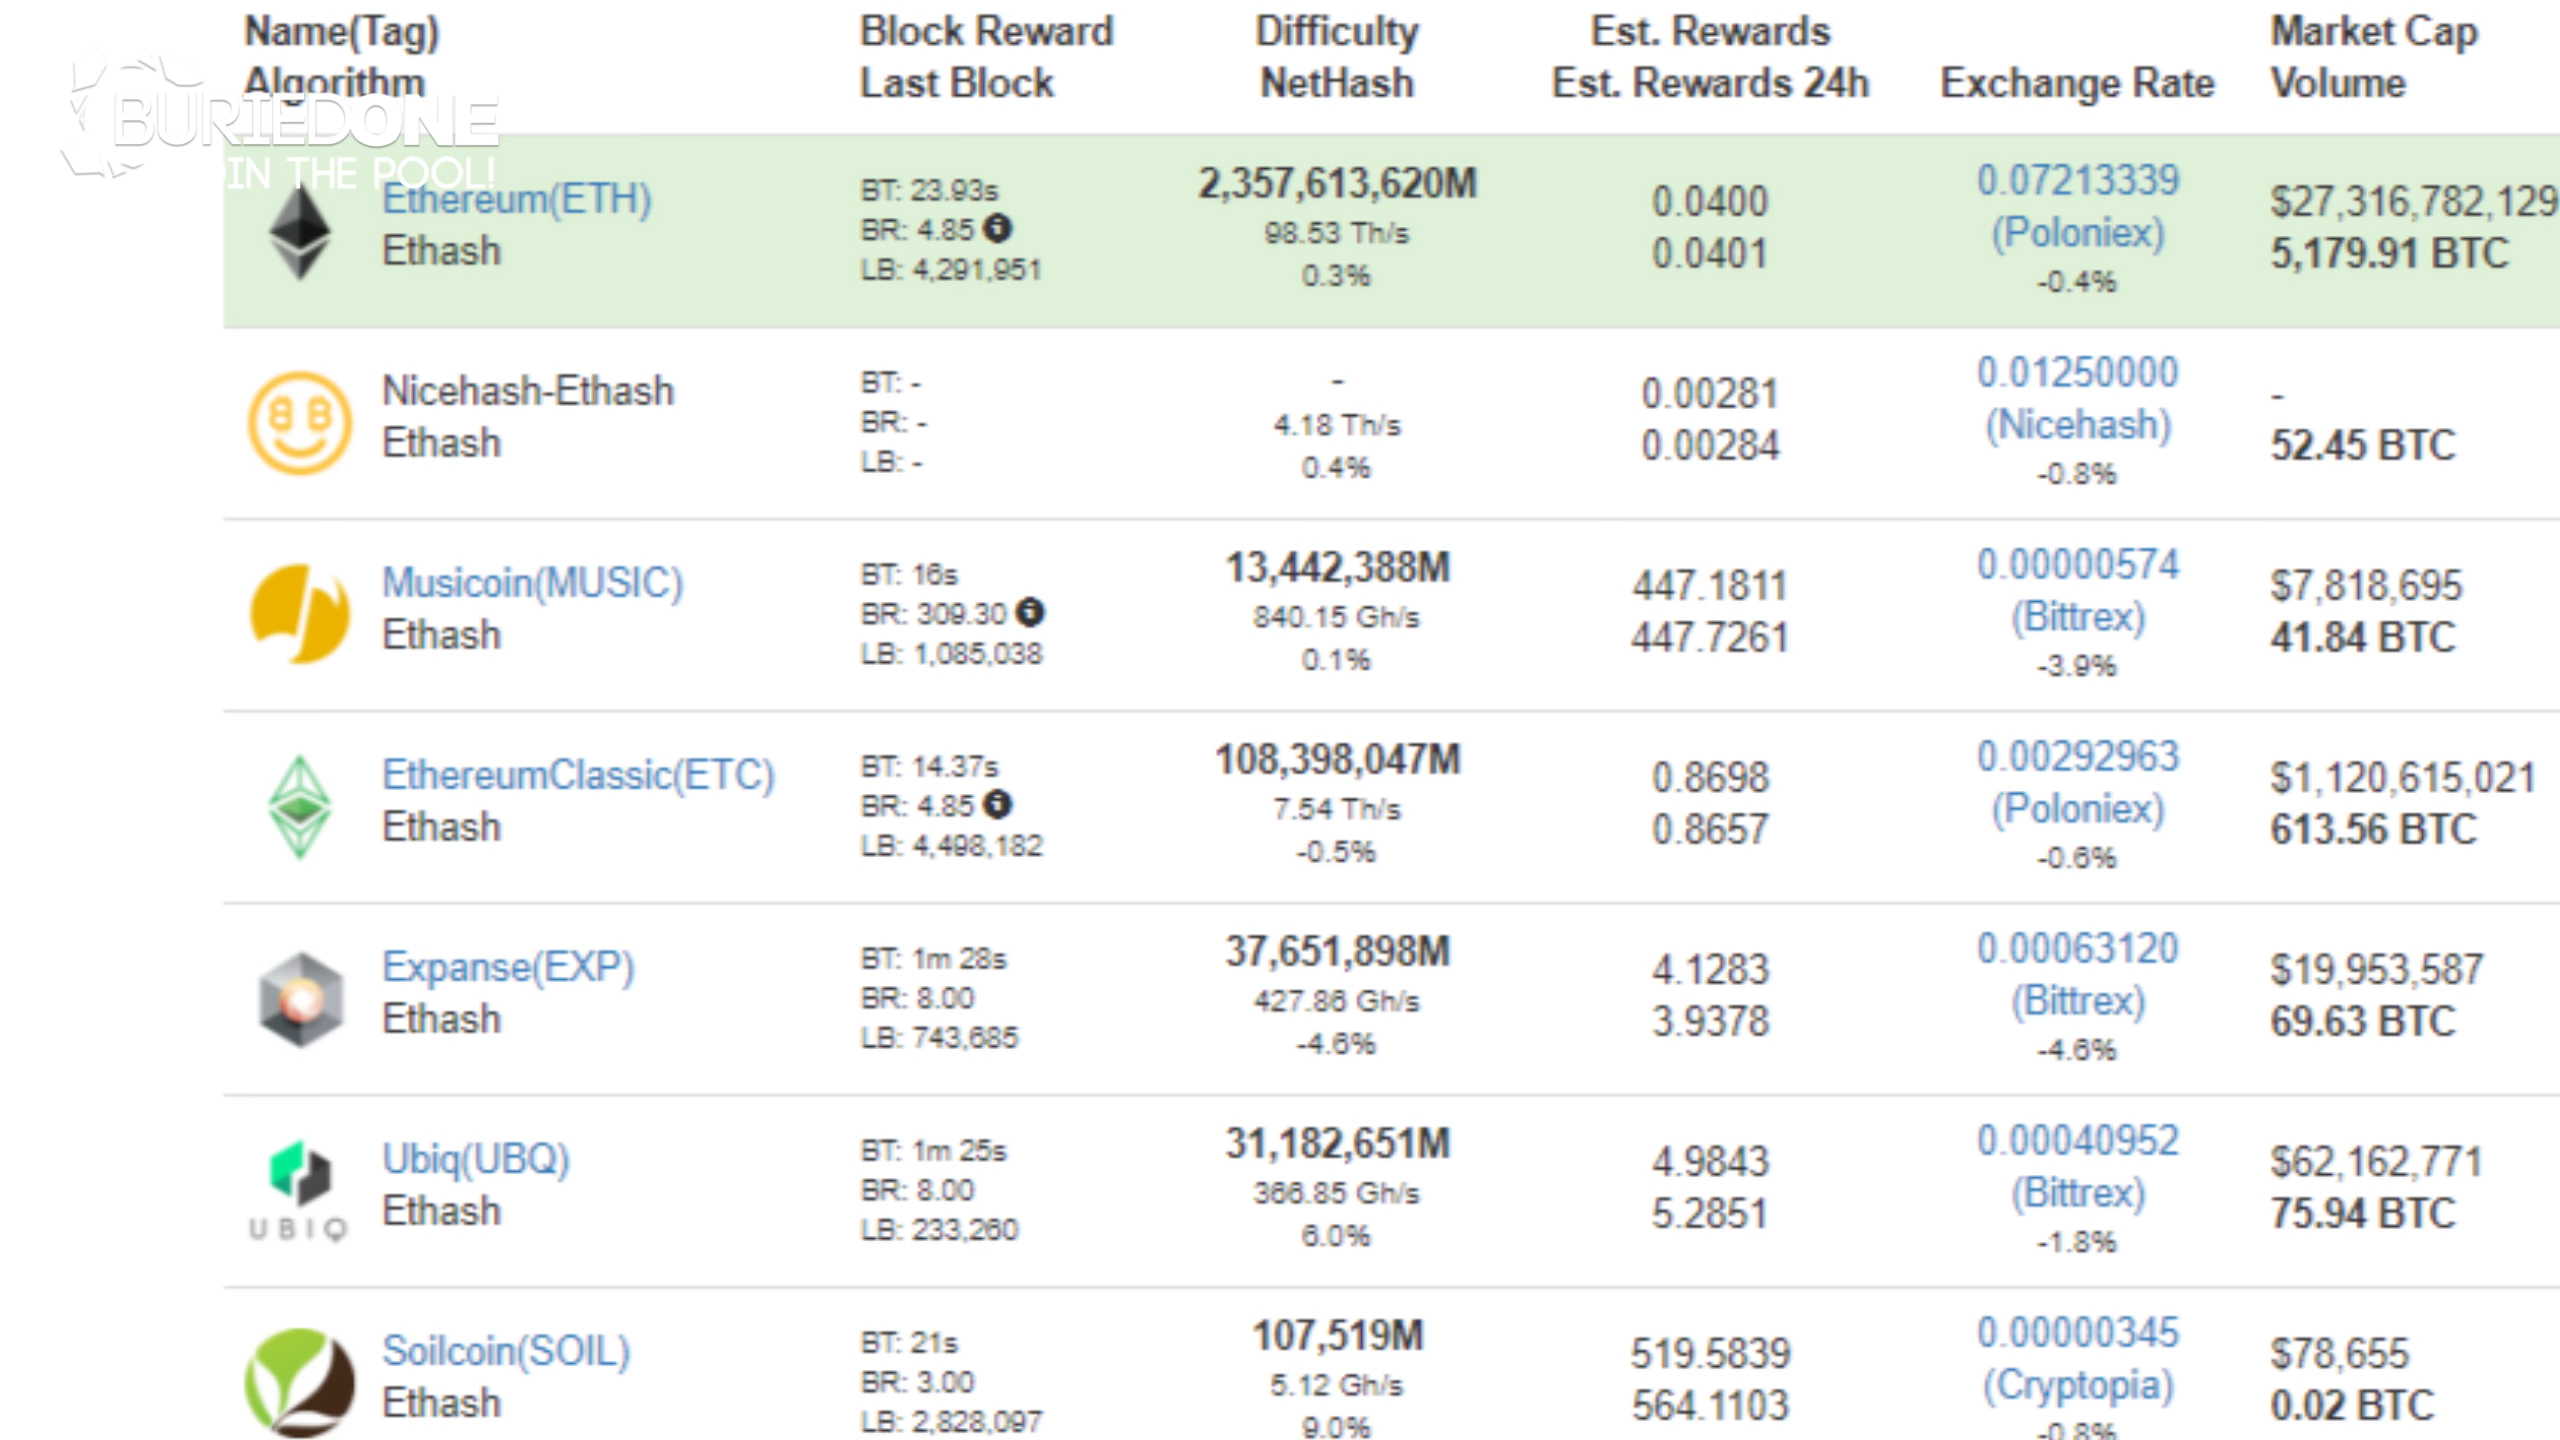 Name(Tag)
Algorithm
Block Reward
Last Block
Difficulty
NetHash
Est. Rewards
Est. Rewards 24h
Exchange Rate
Market Cap
Volume
BURIEDONE
IN THE POOL!
Ethereum(ETH)
Ethash
BT: 23.93s
BR: 4.85
LB: 4,291,951
2,357,613,620M
98.53 Th/s
0.3%
0.0400
0.0401
0.07213339
(Poloniex)
-0.4%
$27,316,782,129
5,179.91 BTC
Nicehash-Ethash
Ethash
BT: -
BR: -
LB: -
-
4.18 Th/s
0.4%
0.00281
0.00284
0.01250000
(Nicehash)
-0.8%
-
52.45 BTC
Musicoin(MUSIC)
Ethash
BT: 16s
BR: 309.30
LB: 1,085,038
13,442,388M
840.15 Gh/s
0.1%
447.1811
447.7261
0.00000574
(Bittrex)
-3.9%
$7,818,695
41.84 BTC
EthereumClassic(ETC)
Ethash
BT: 14.37s
BR: 4.85
LB: 4,498,182
108,398,047M
7.54 Th/s
-0.5%
0.8698
0.8657
0.00292963
(Poloniex)
-0.6%
$1,120,615,021
613.56 BTC
Expanse(EXP)
Ethash
BT: 1m 28s
BR: 8.00
LB: 743,685
37,651,898M
427.86 Gh/s
-4.6%
4.1283
3.9378
0.00063120
(Bittrex)
-4.6%
$19,953,587
69.63 BTC
UBIQ
Ubiq(UBQ)
Ethash
BT: 1m 25s
BR: 8.00
LB: 233,260
31,182,651M
366.85 Gh/s
6.0%
4.9843
5.2851
0.00040952
(Bittrex)
-1.8%
$62,162,771
75.94 BTC
Soilcoin(SOIL)
Ethash
BT: 21s
BR: 3.00
LB: 2,828,097
107,519M
5.12 Gh/s
9.0%
519.5839
564.1103
0.00000345
(Cryptopia)
-0.8%
$78,655
0.02 BTC